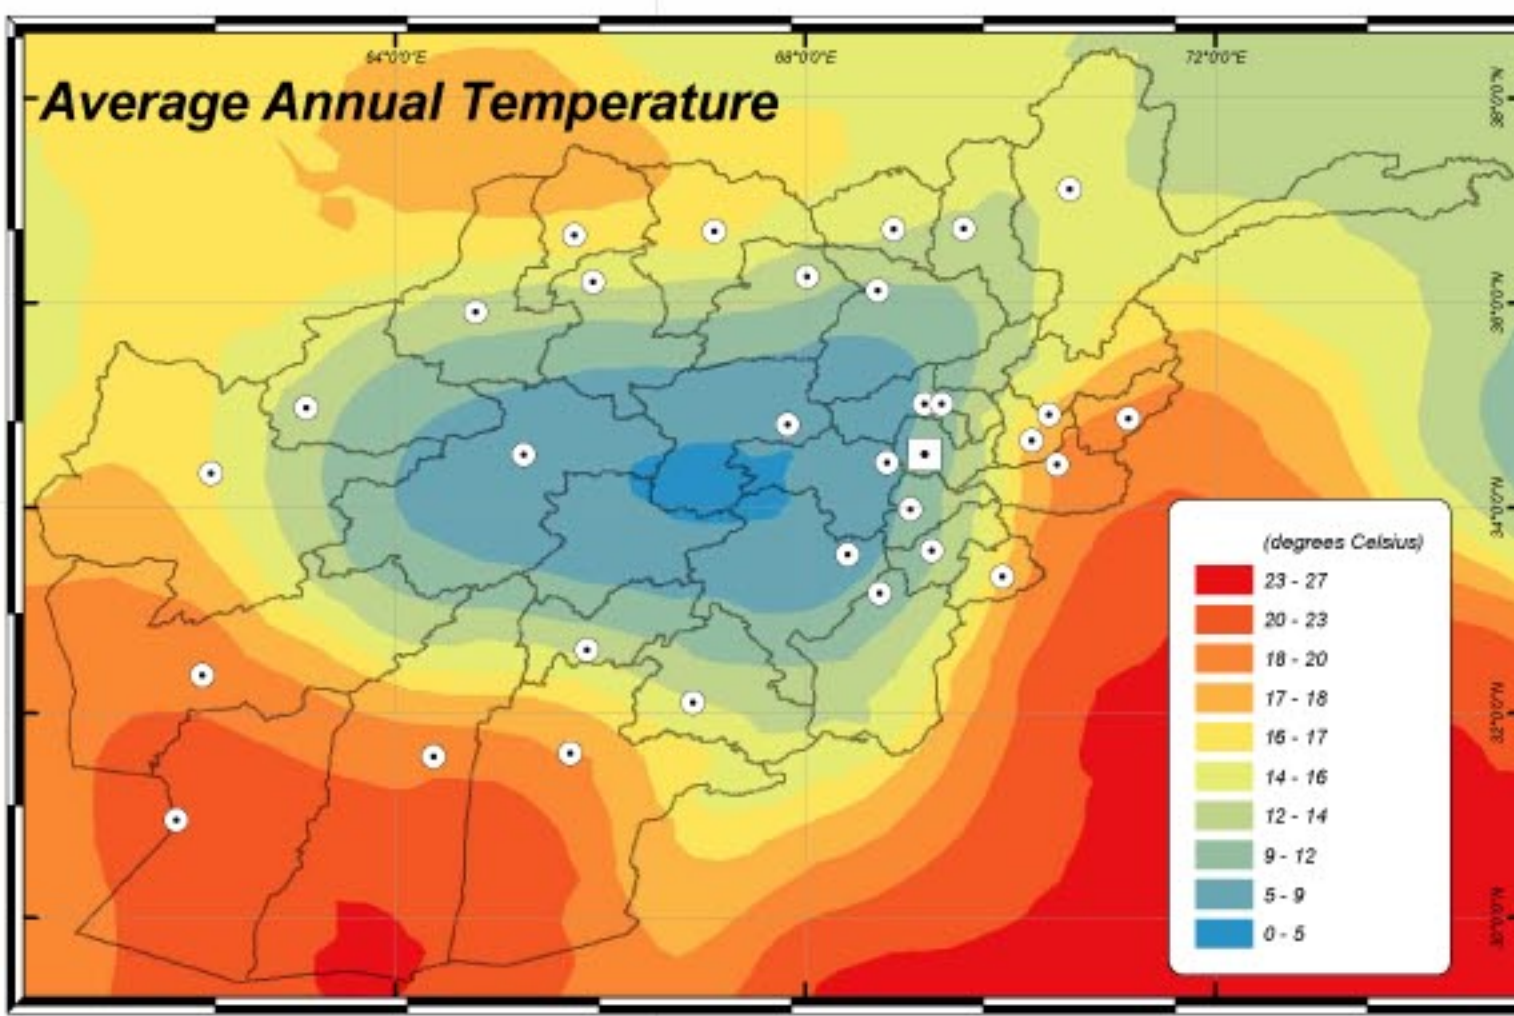 64°0'0"E
68°0'0"E
72°0'0"E
Average Annual Temperature
38°0'0"N
36°0'0"N
34°0'0"N
32°0'0"N
30°0'0"N
(degrees Celsius)
23 - 27
20 - 23
18 - 20
17 - 18
16 - 17
14 - 16
12 - 14
9 - 12
5 - 9
0 - 5